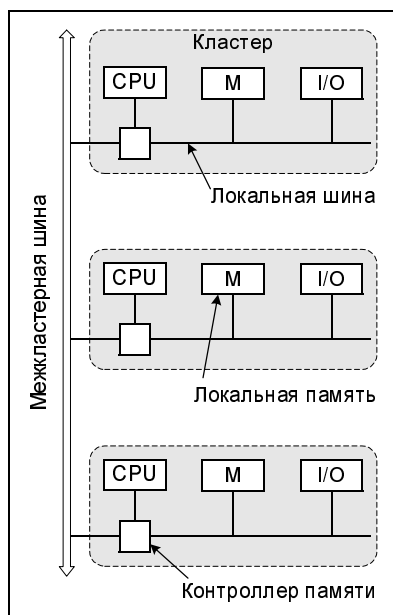 Кластер
CPU
M
I/O
Локальная шина
Межкластерная шина
CPU
M
I/O
Локальная память
CPU
M
I/O
Контроллер памяти